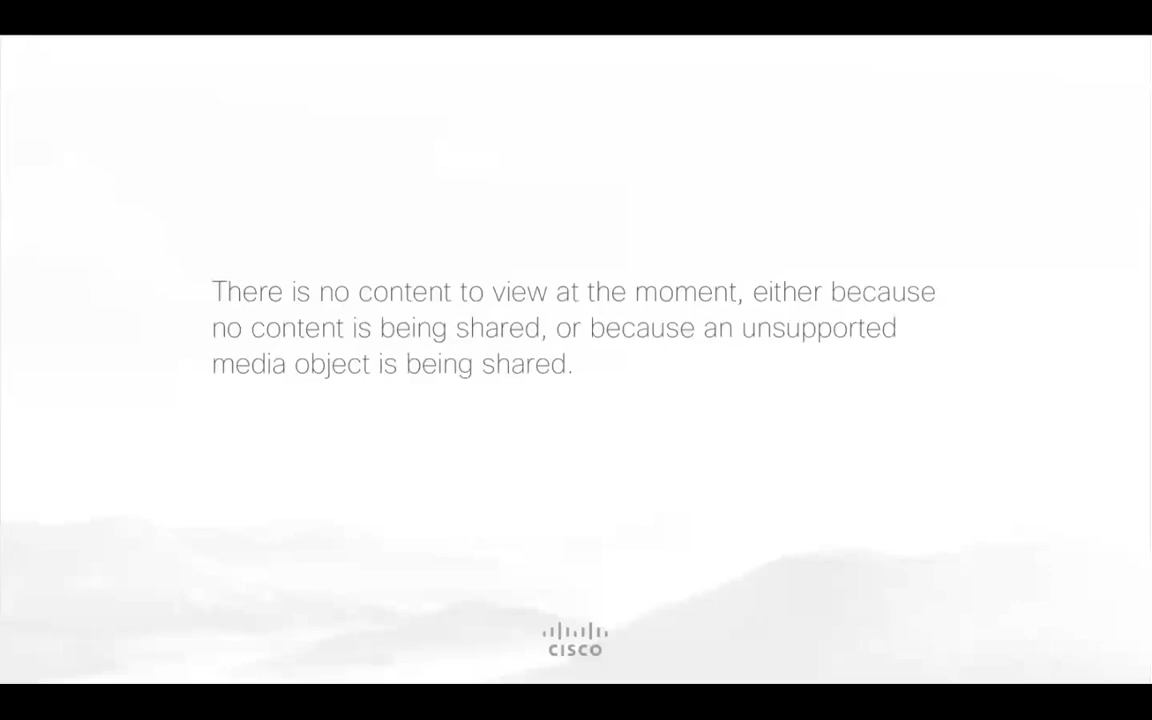 There is no content to view at the moment, either because
no content is being shared, or because an unsupported
media object is being shared.
CISCO